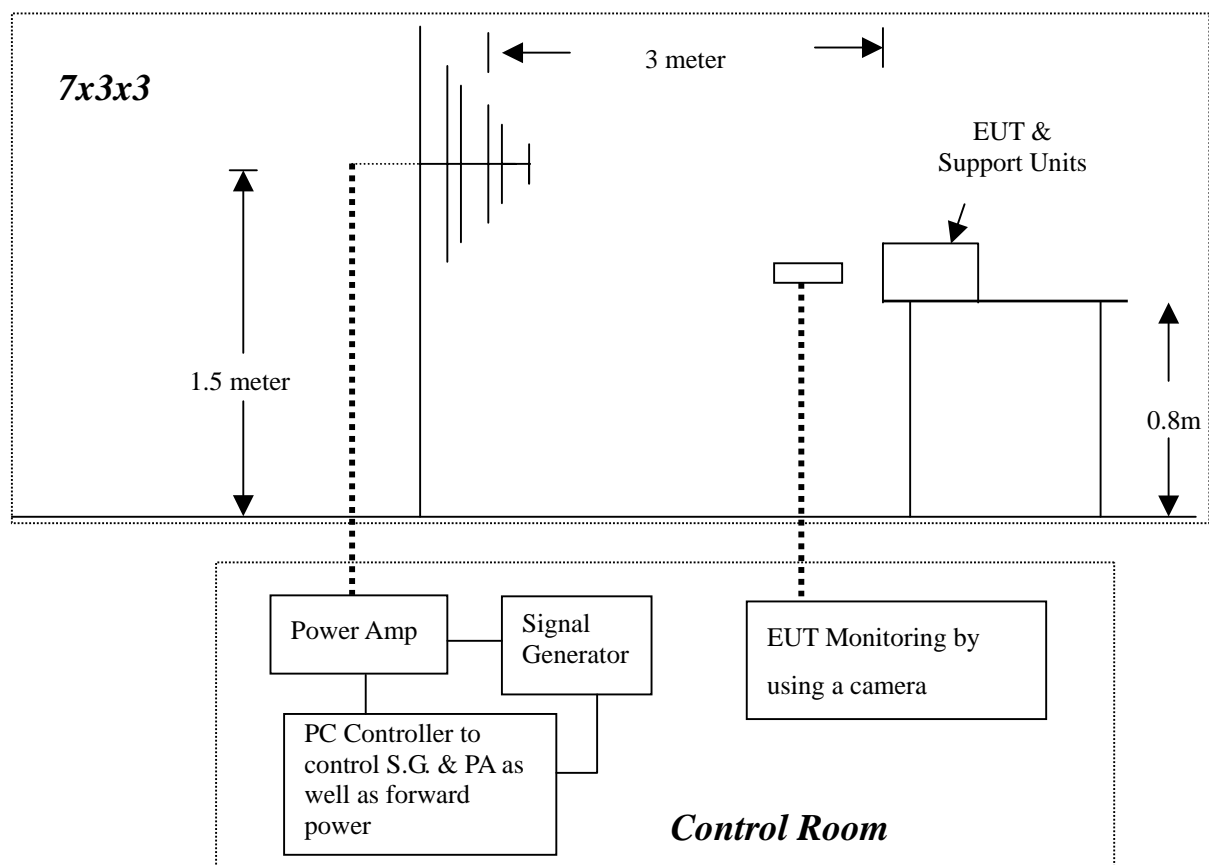 3 meter
7x3x3
EUT &
Support Units
1.5 meter
0.8m
Power Amp
Signal
Generator
EUT Monitoring by
using a camera
PC Controller to
control S.G. & PA as
well as forward
power
Control Room